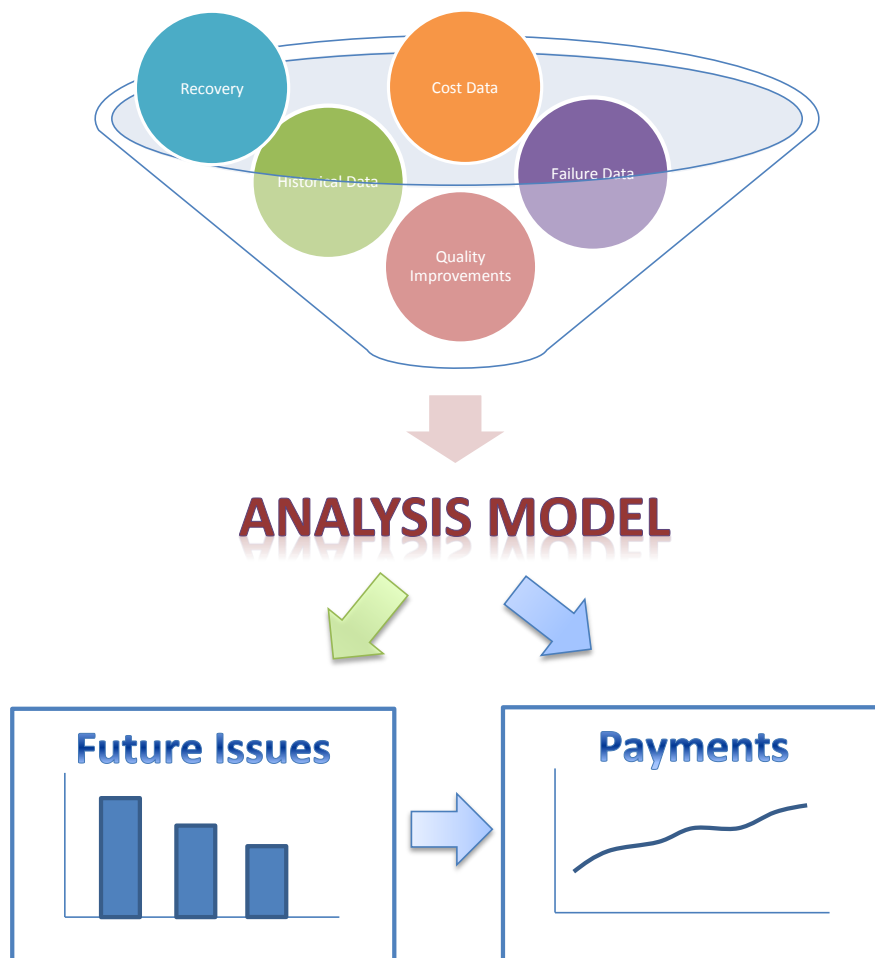 Recovery
Cost Data
Historical Data
Failure Data
Quality
Improvements
ANALYSIS MODEL
Future Issues
Payments